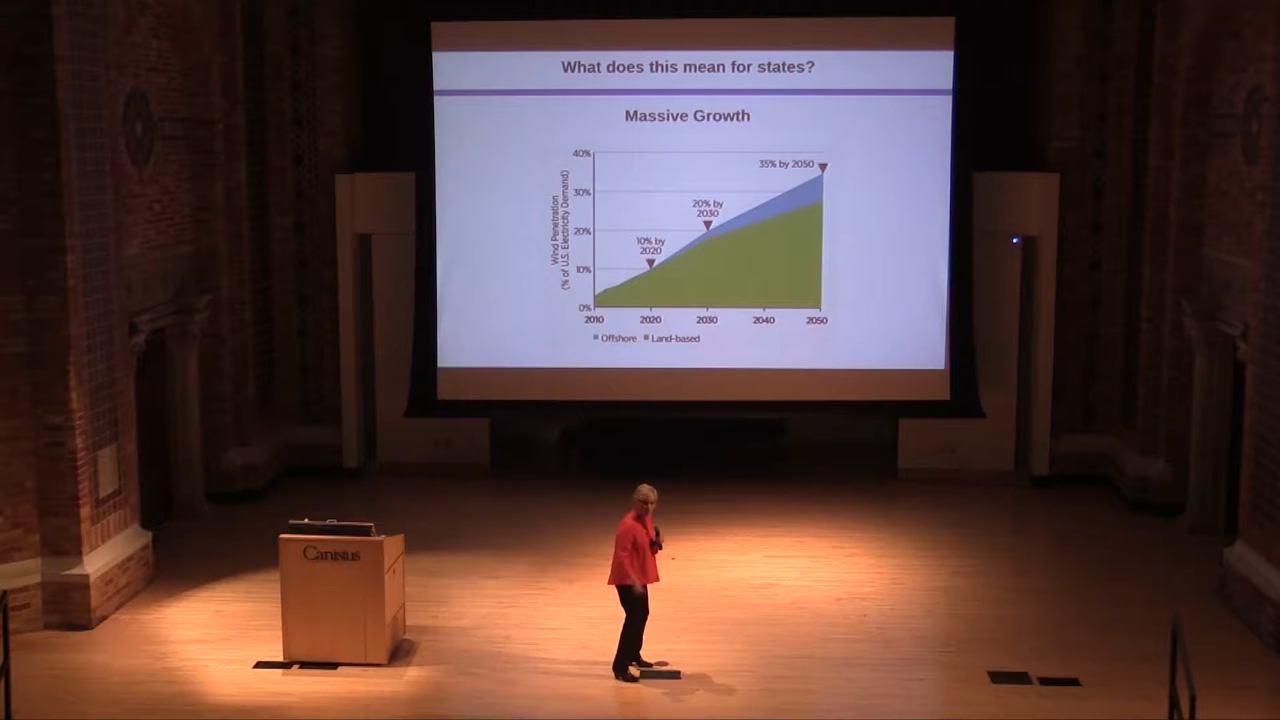 What does this mean for states?
Massive Growth
Wind Penetration
(% of U.S. Electricity Demand)
40%
30%
20%
10%
0%
35% by 2050
20% by
2030
10% by
2020
2010
2020
2030
2040
2050
Offshore
Land-based
Canisius